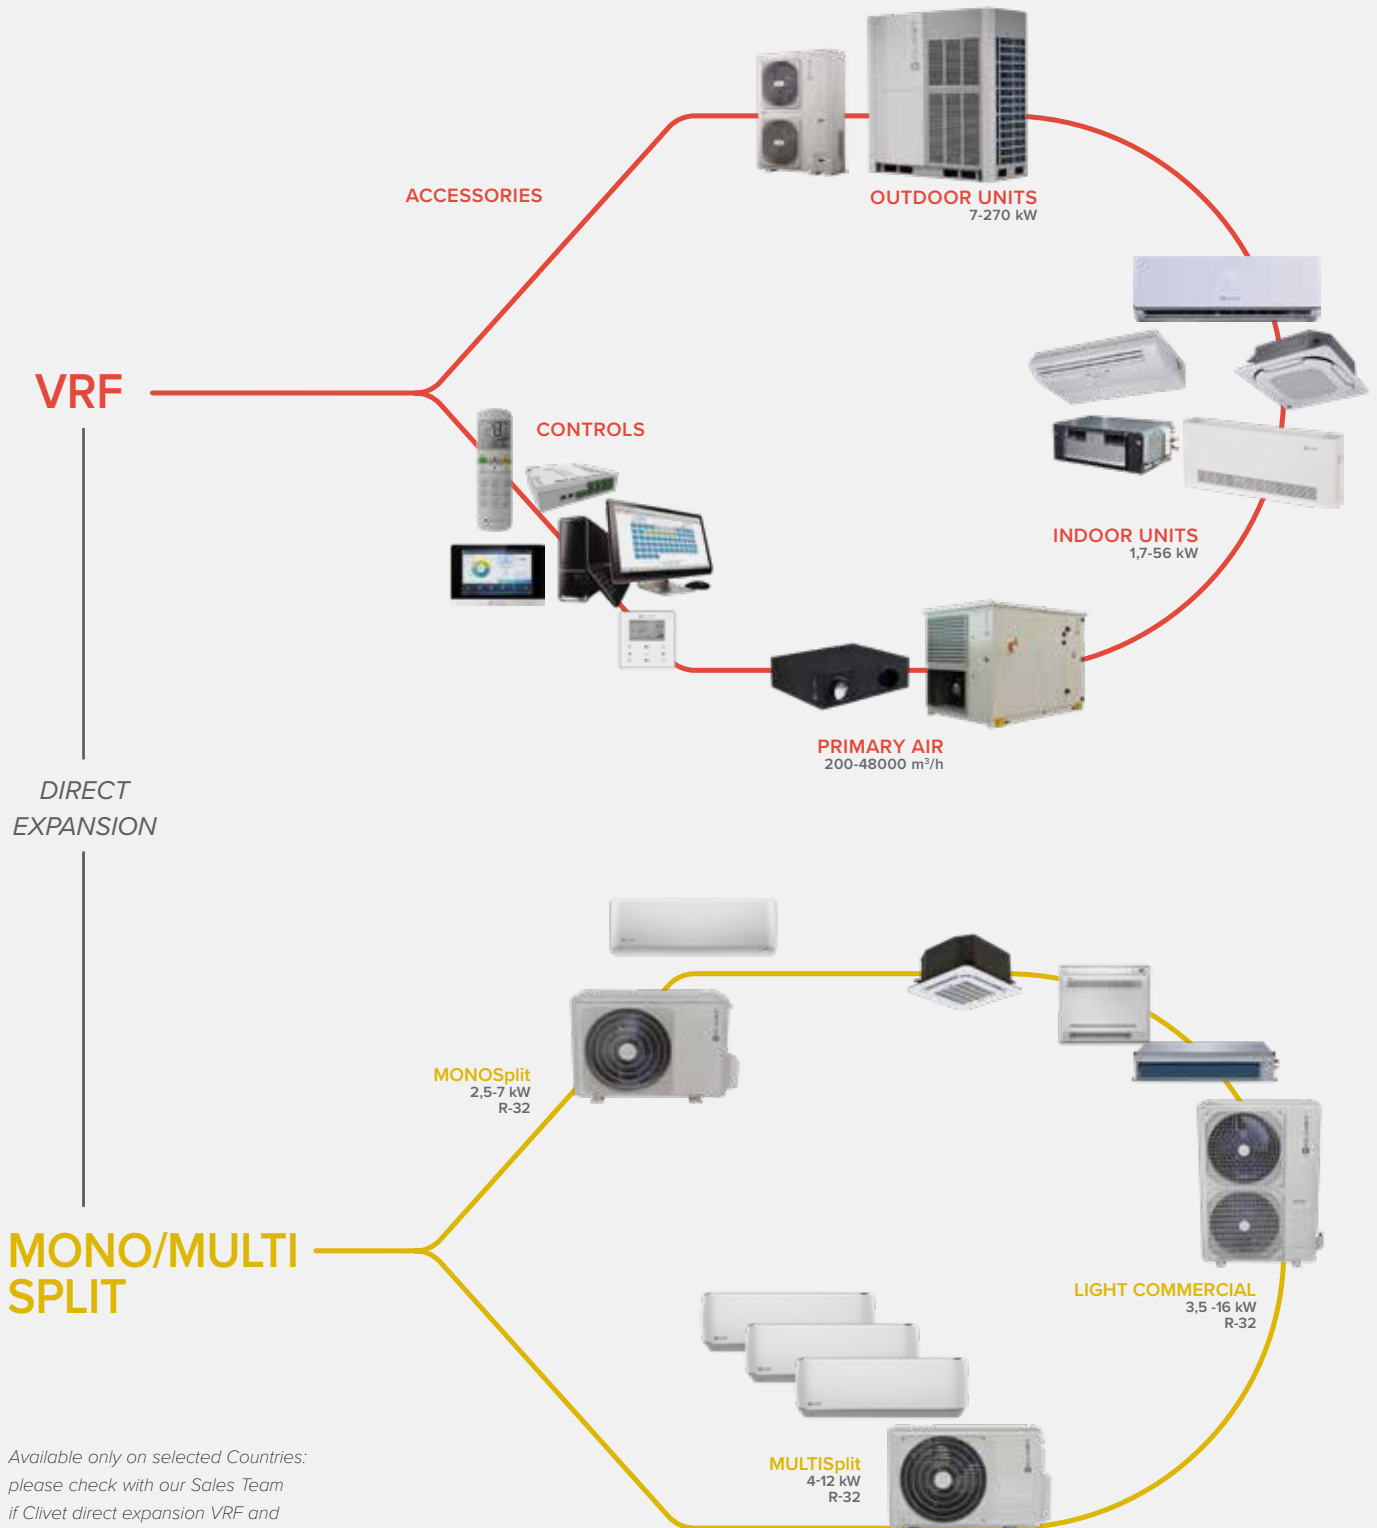 ACCESSORIES
OUTDOOR UNITS
7-270 kW
VRF
CONTROLS
INDOOR UNITS
1,7-56 kW
PRIMARY AIR
200-48000 m³/h
DIRECT
EXPANSION
MONOSplit
2,5-7 kW
R-32
MONO/MULTI
SPLIT
LIGHT COMMERCIAL
3,5 -16 kW
R-32
MULTISplit
4-12 kW
R-32
Available only on selected Countries:
please check with our Sales Team
if Clivet direct expansion VRF and